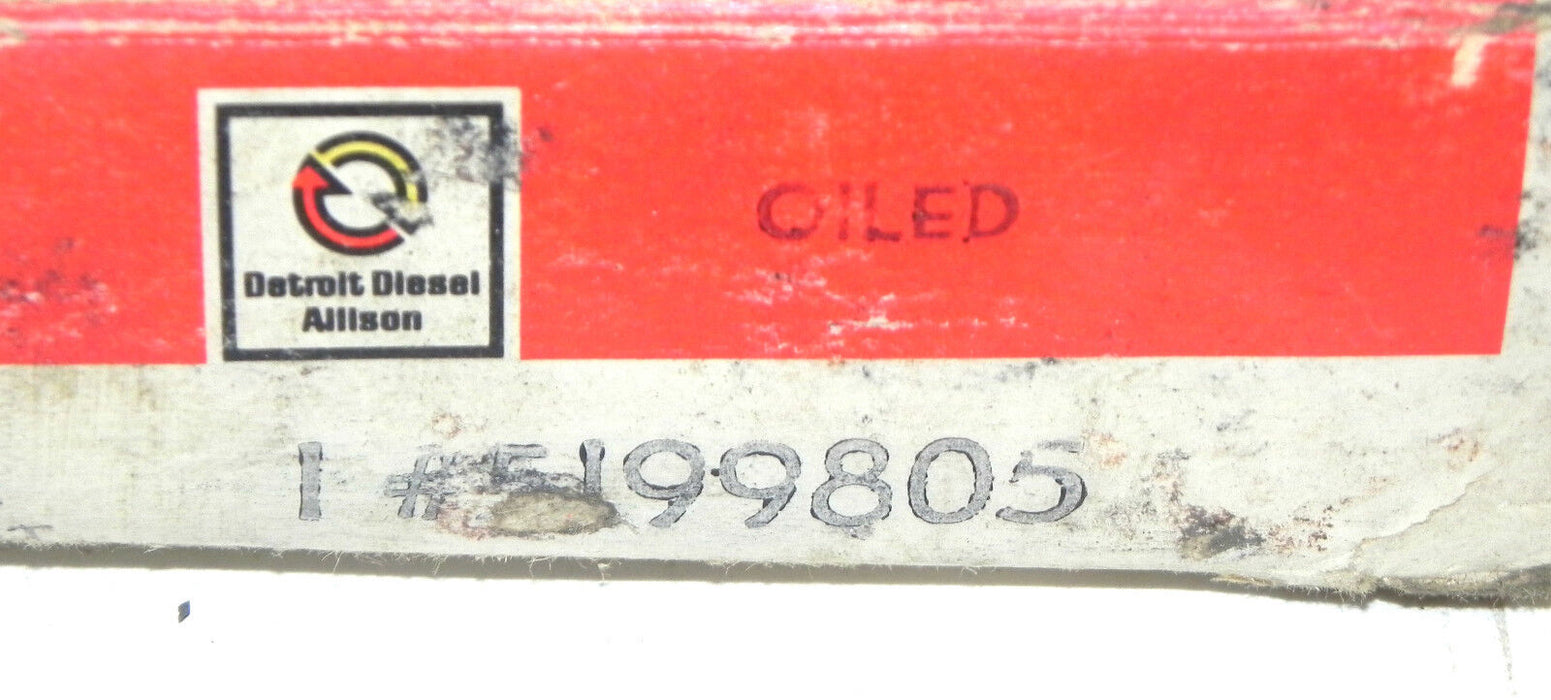 OILED
Detroit Diesel
Allison
1 #5199805